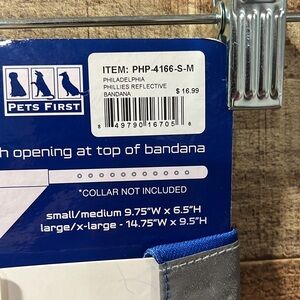 PETS FIRST
ITEM: PHP-4166-S-M
PHILADELPHIA
PHILLIES REFLECTIVE
BANDANA
$ 16.99
8 49790 16705 6
h opening at top of bandana
*COLLAR NOT INCLUDED
small/medium 9.75"W x 6.5"H
large/x-large - 14.75"W x 9.5"H